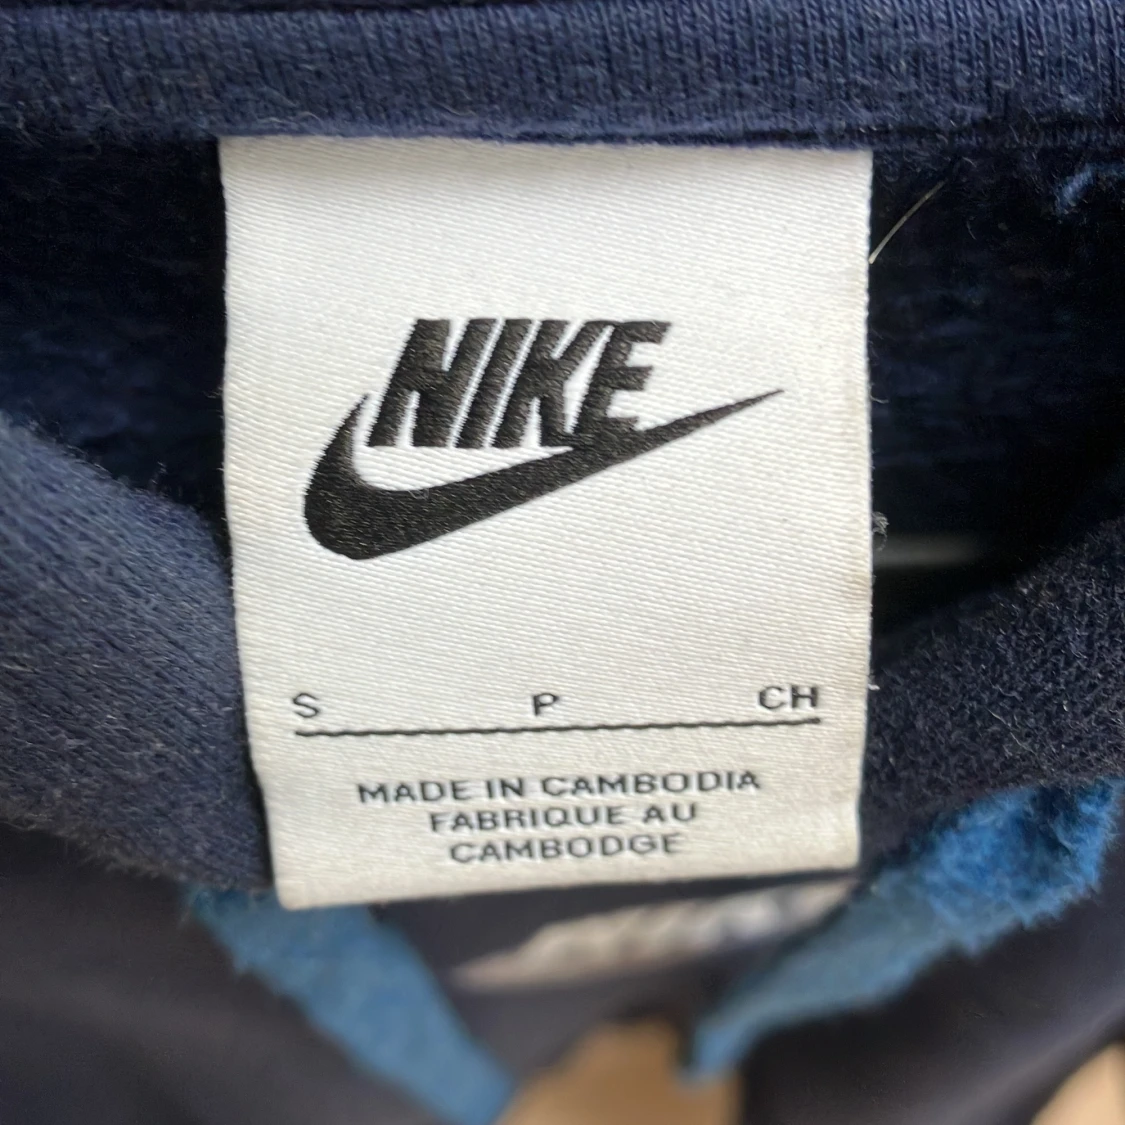 NIKE
S P CH
MADE IN CAMBODIA
FABRIQUE AU
CAMBODGE